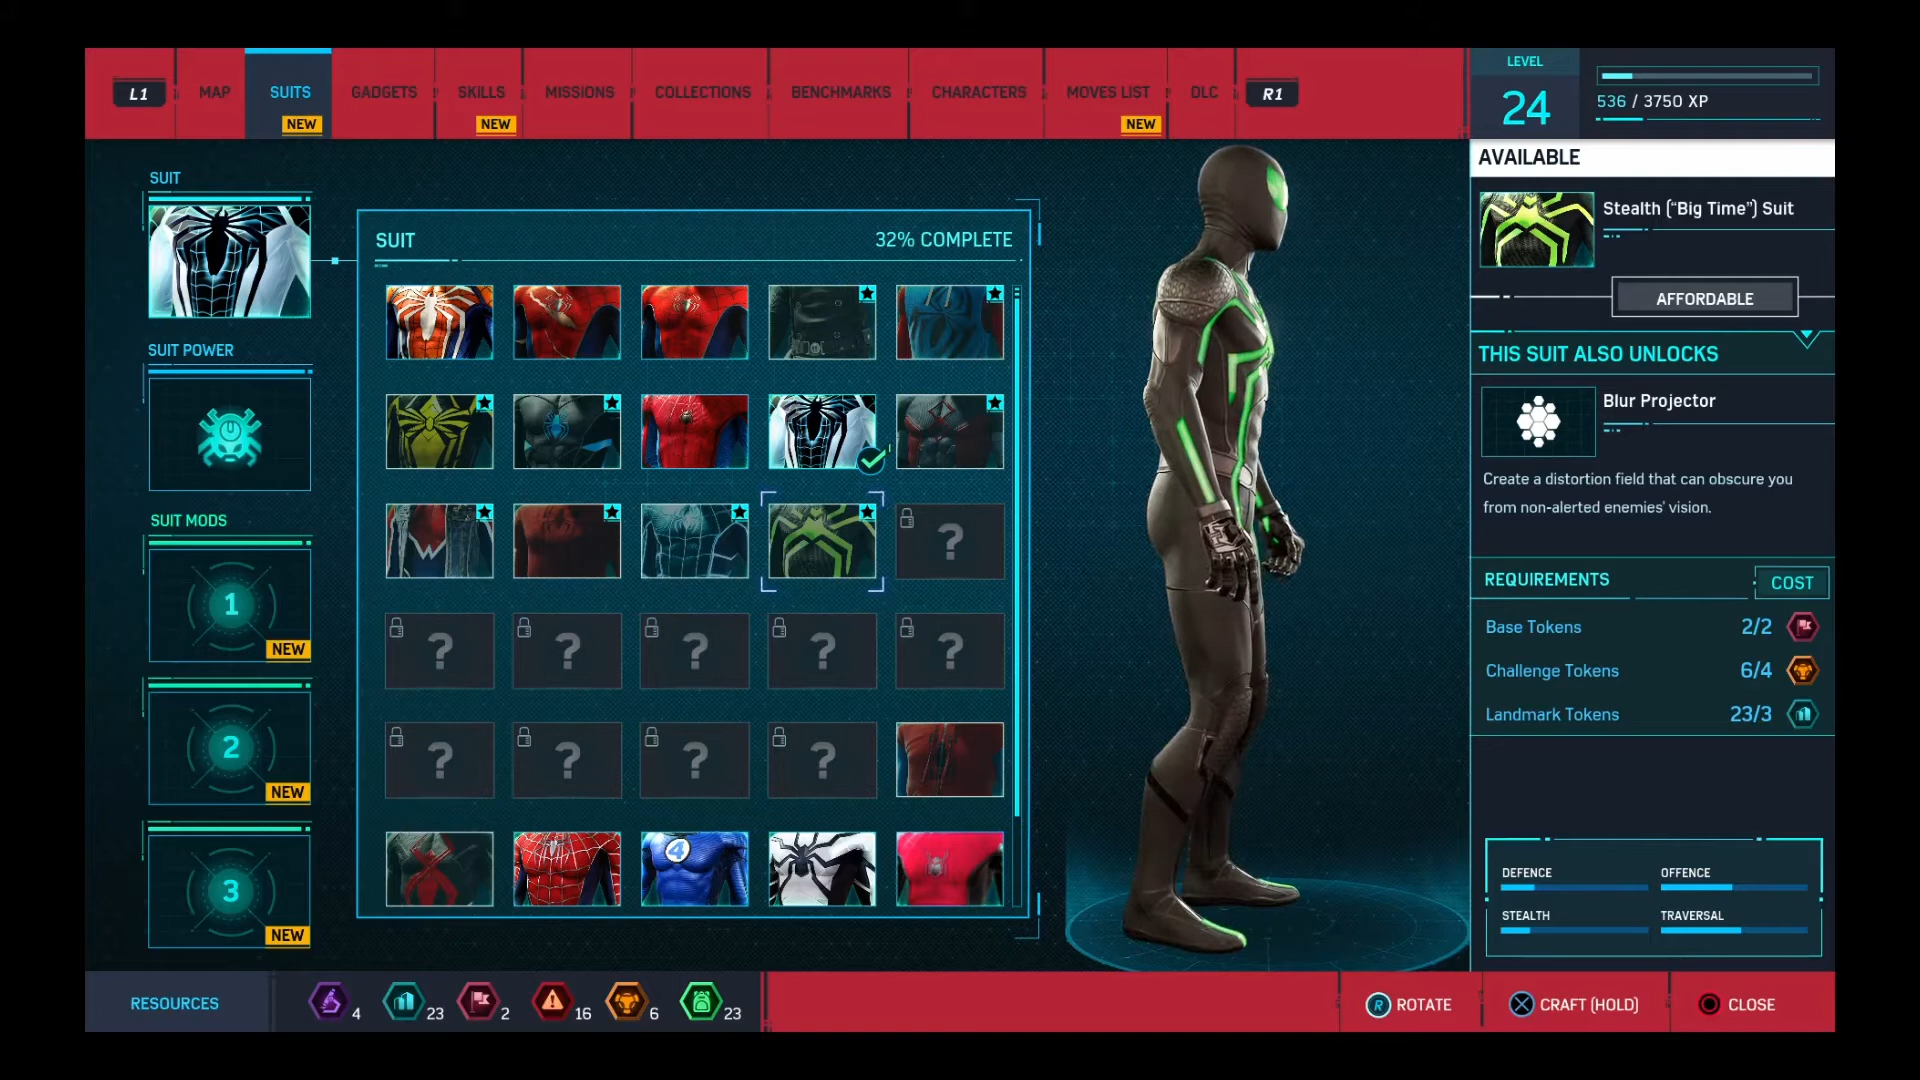 L1
MAP
SUITS
NEW
GADGETS
SKILLS
NEW
MISSIONS
COLLECTIONS
BENCHMARKS
CHARACTERS
MOVES LIST
NEW
DLC
R1
LEVEL
24
536 / 3750 XP
SUIT
SUIT POWER
SUIT MODS
1
NEW
2
NEW
3
NEW
SUIT
32% COMPLETE
?
? ? ? ? ?
? ? ? ?
4
AVAILABLE
Stealth (“Big Time”) Suit
AFFORDABLE
THIS SUIT ALSO UNLOCKS
Blur Projector
Create a distortion field that can obscure you
from non-alerted enemies' vision.
REQUIREMENTS
COST
Base Tokens 2/2
Challenge Tokens 6/4
Landmark Tokens 23/3
DEFENCE OFFENCE
STEALTH TRAVERSAL
RESOURCES
4 23 2 16 6 23
R ROTATE
CRAFT (HOLD)
CLOSE